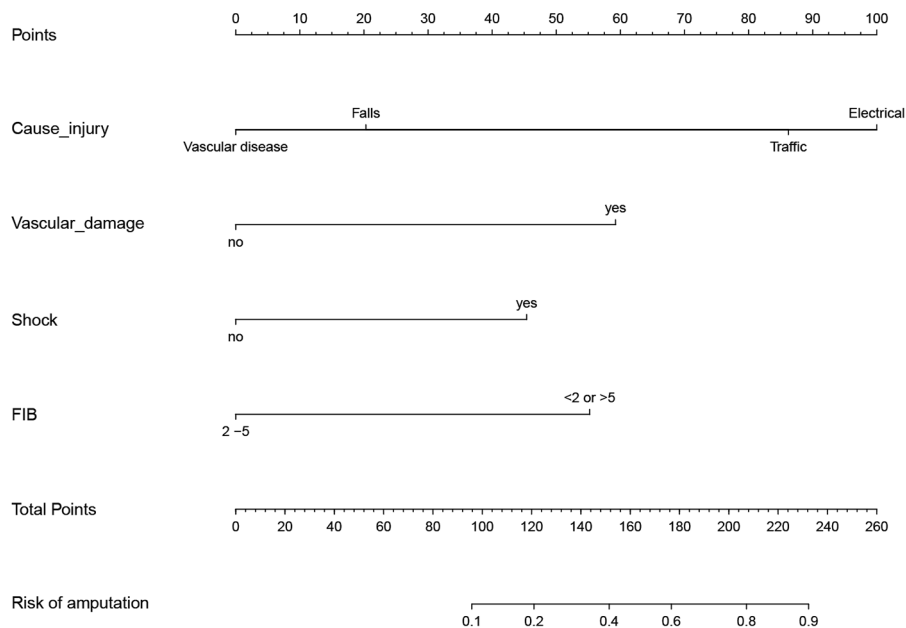 Points
0 10 20 30 40 50 60 70 80 90 100
Falls Electrical
Cause_injury
Vascular disease Traffic
yes
Vascular_damage
no
yes
Shock
no
<2 or >5
FIB
2 −5
Total Points
0 20 40 60 80 100 120 140 160 180 200 220 240 260
Risk of amputation
0.1 0.2 0.4 0.6 0.8 0.9